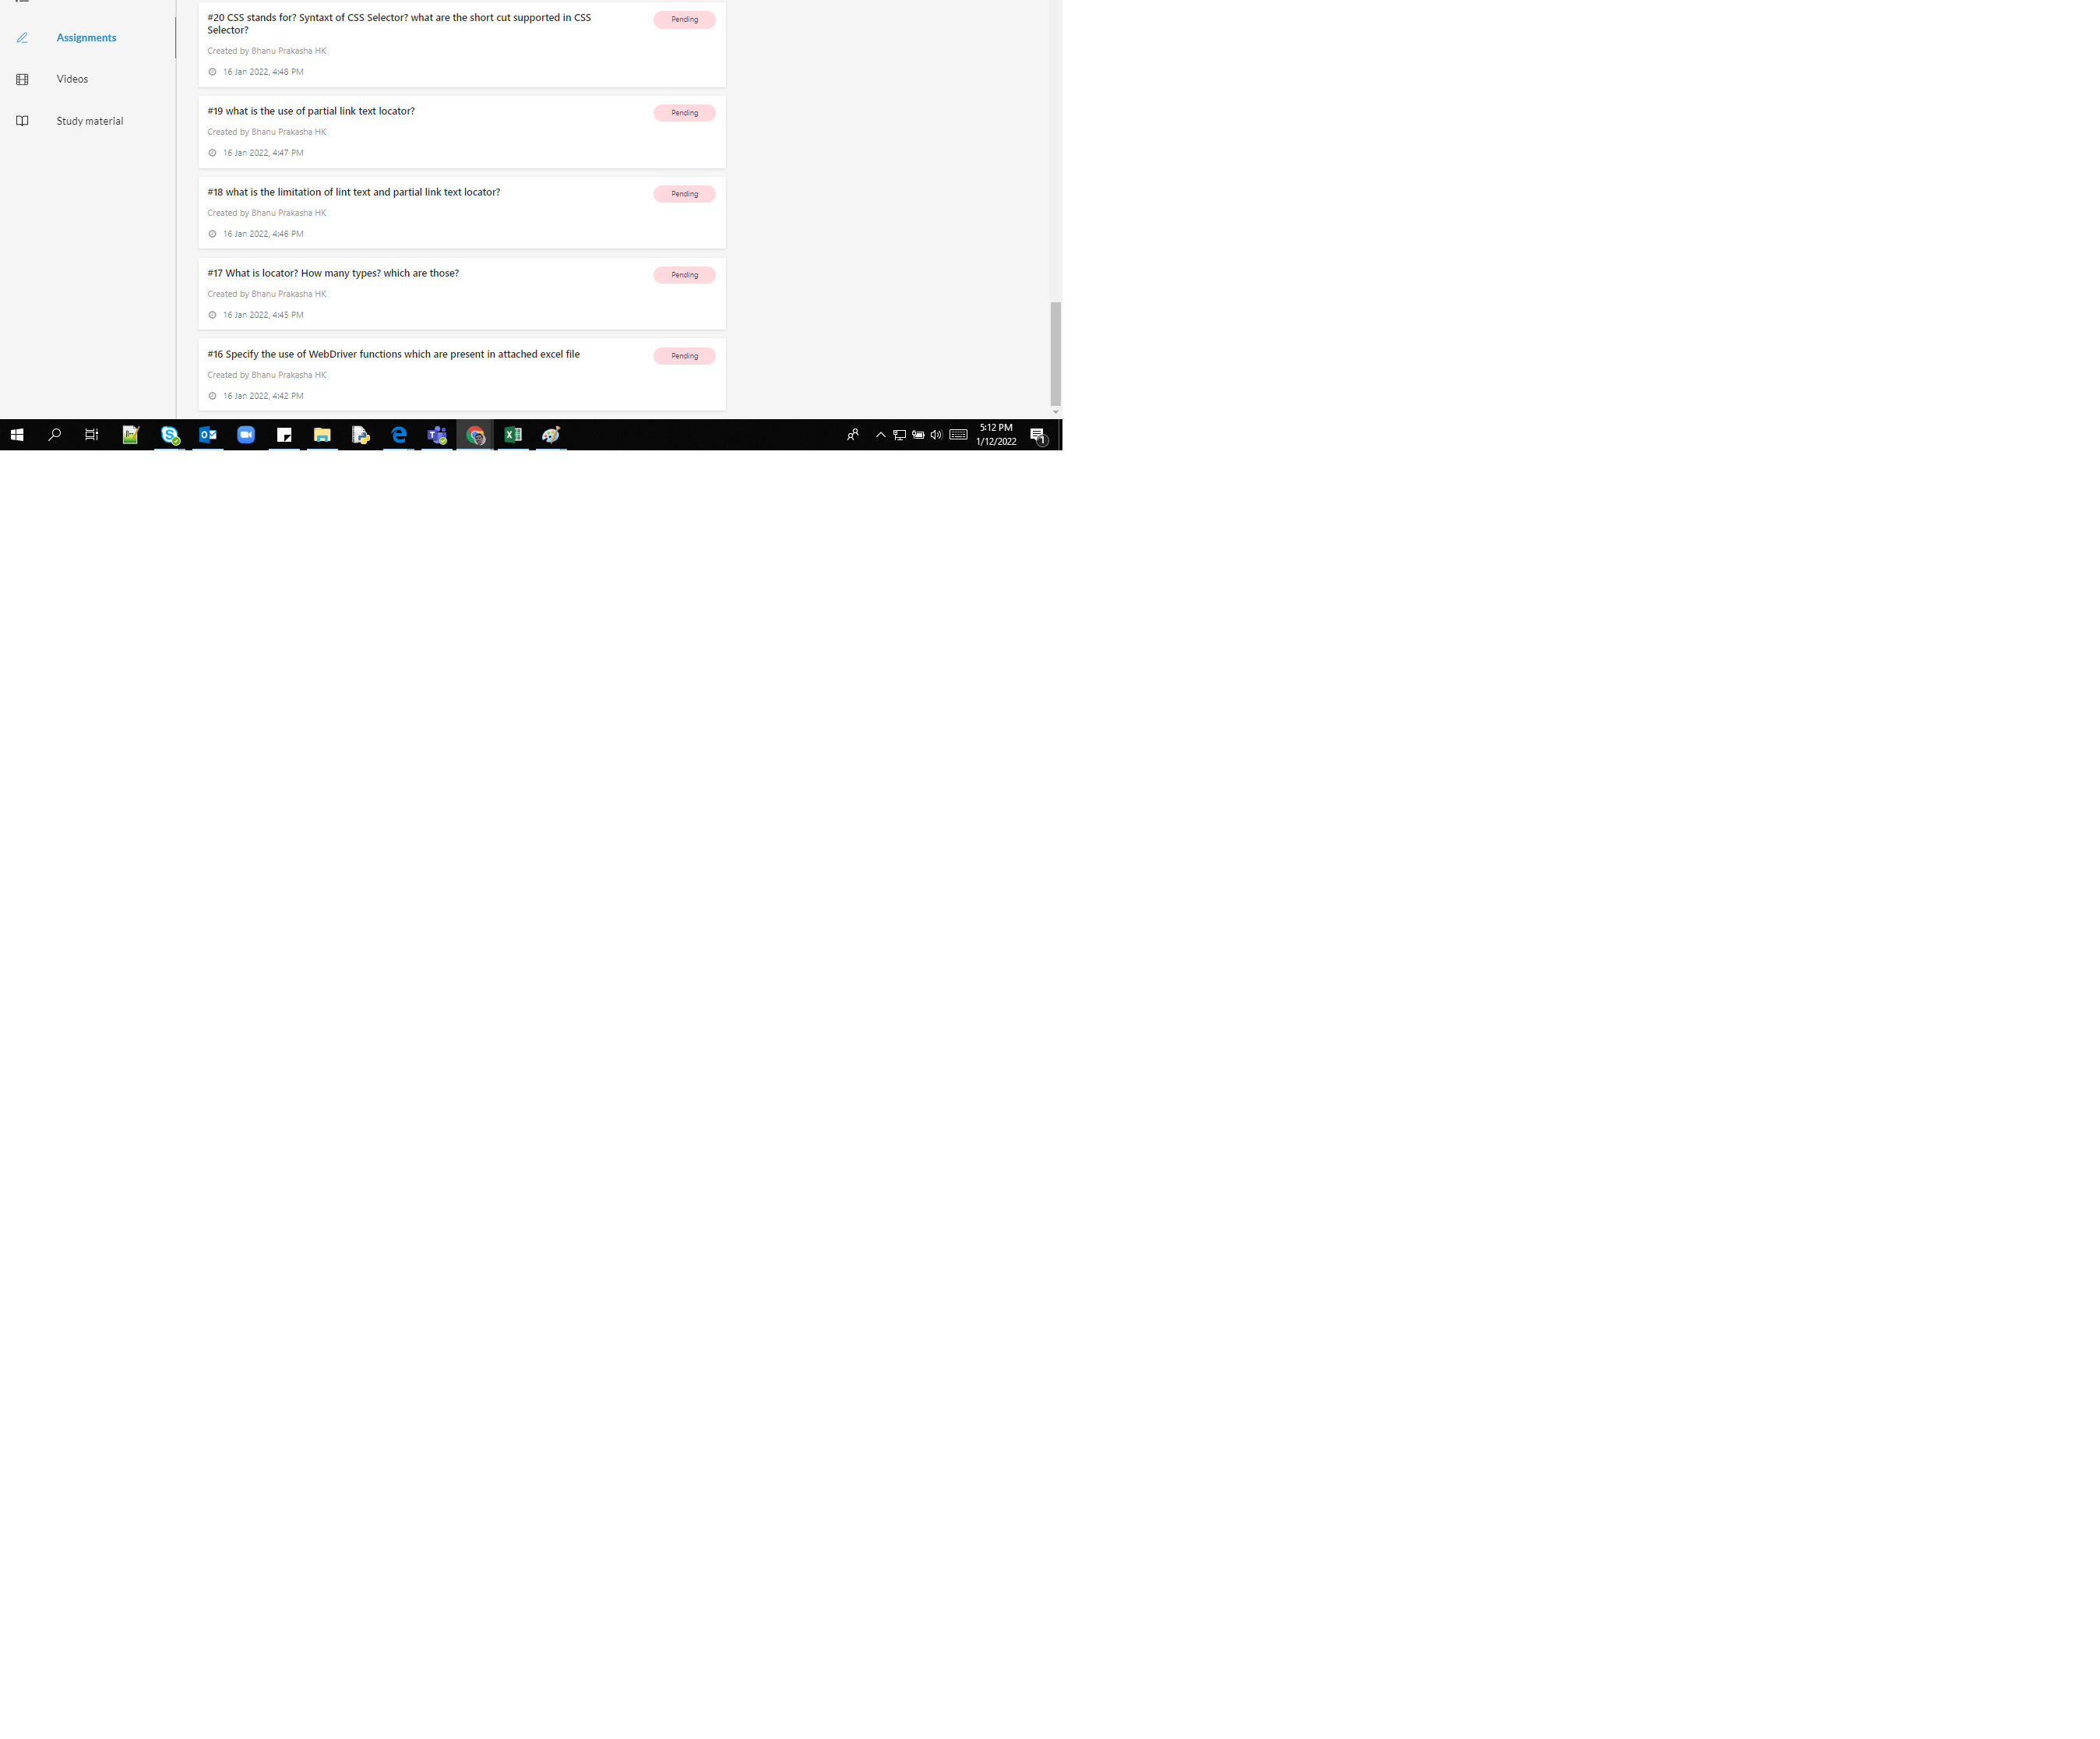 Assignments
Videos
Study material
#20 CSS stands for? Syntaxt of CSS Selector? what are the short cut supported in CSS
Selector?
Pending
Created by Bhanu Prakasha HK
16 Jan 2022, 4:48 PM
#19 what is the use of partial link text locator?
Pending
Created by Bhanu Prakasha HK
16 Jan 2022, 4:47 PM
#18 what is the limitation of lint text and partial link text locator?
Pending
Created by Bhanu Prakasha HK
16 Jan 2022, 4:46 PM
#17 What is locator? How many types? which are those?
Pending
Created by Bhanu Prakasha HK
16 Jan 2022, 4:45 PM
#16 Specify the use of WebDriver functions which are present in attached excel file
Pending
Created by Bhanu Prakasha HK
16 Jan 2022, 4:42 PM
5:12 PM
1/12/2022
1